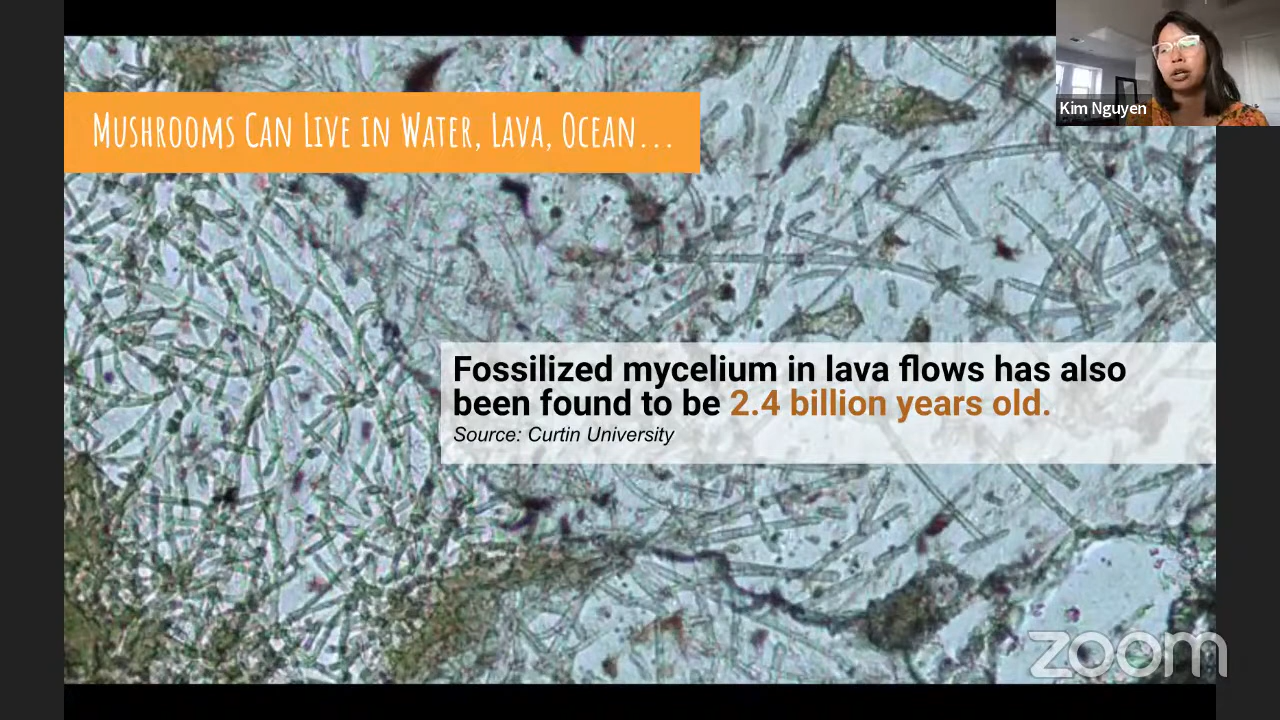 Kim Nguyen
Mushrooms Can Live in Water, Lava, Ocean...
Fossilized mycelium in lava flows has also
been found to be 2.4 billion years old.
Source: Curtin University
zoom